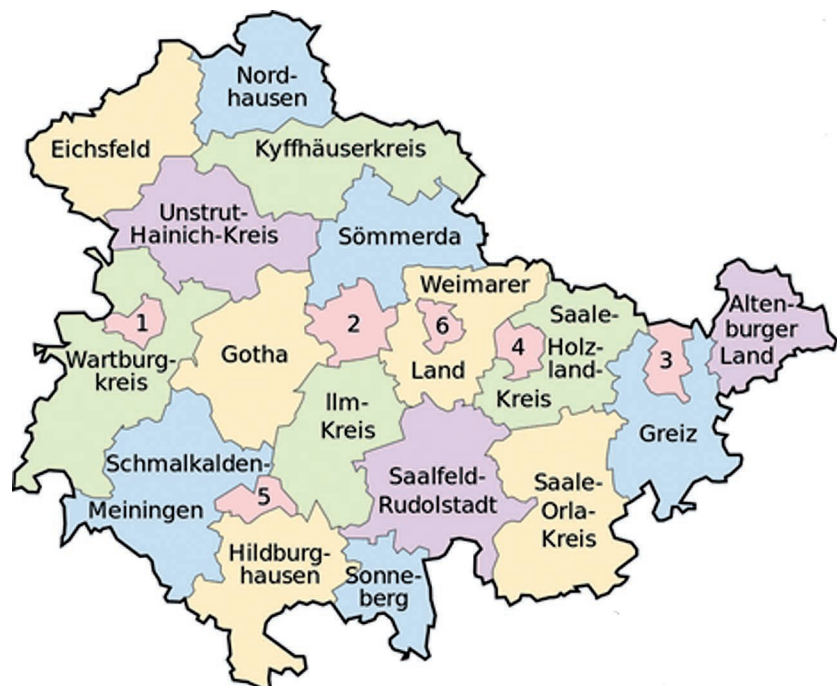 Nord-
hausen
Eichsfeld
Kyffhäuserkreis
Unstrut-
Hainich-Kreis
Sömmerda
Weimarer
Land
Saale-
Holz-
land-
Kreis
Alten-
burger
Land
1
2
6
4
3
Wartburg-
kreis
Gotha
Ilm-
Kreis
Greiz
Schmalkalden-
Meiningen
5
Saalfeld-
Rudolstadt
Saale-
Orla-
Kreis
Hildburg-
hausen
Sonne-
berg